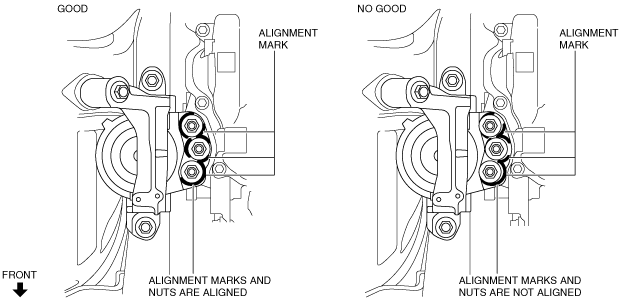 GOOD
ALIGNMENT
MARK
NO GOOD
ALIGNMENT
MARK
FRONT
ALIGNMENT MARKS AND
NUTS ARE ALIGNED
ALIGNMENT MARKS AND
NUTS ARE NOT ALIGNED